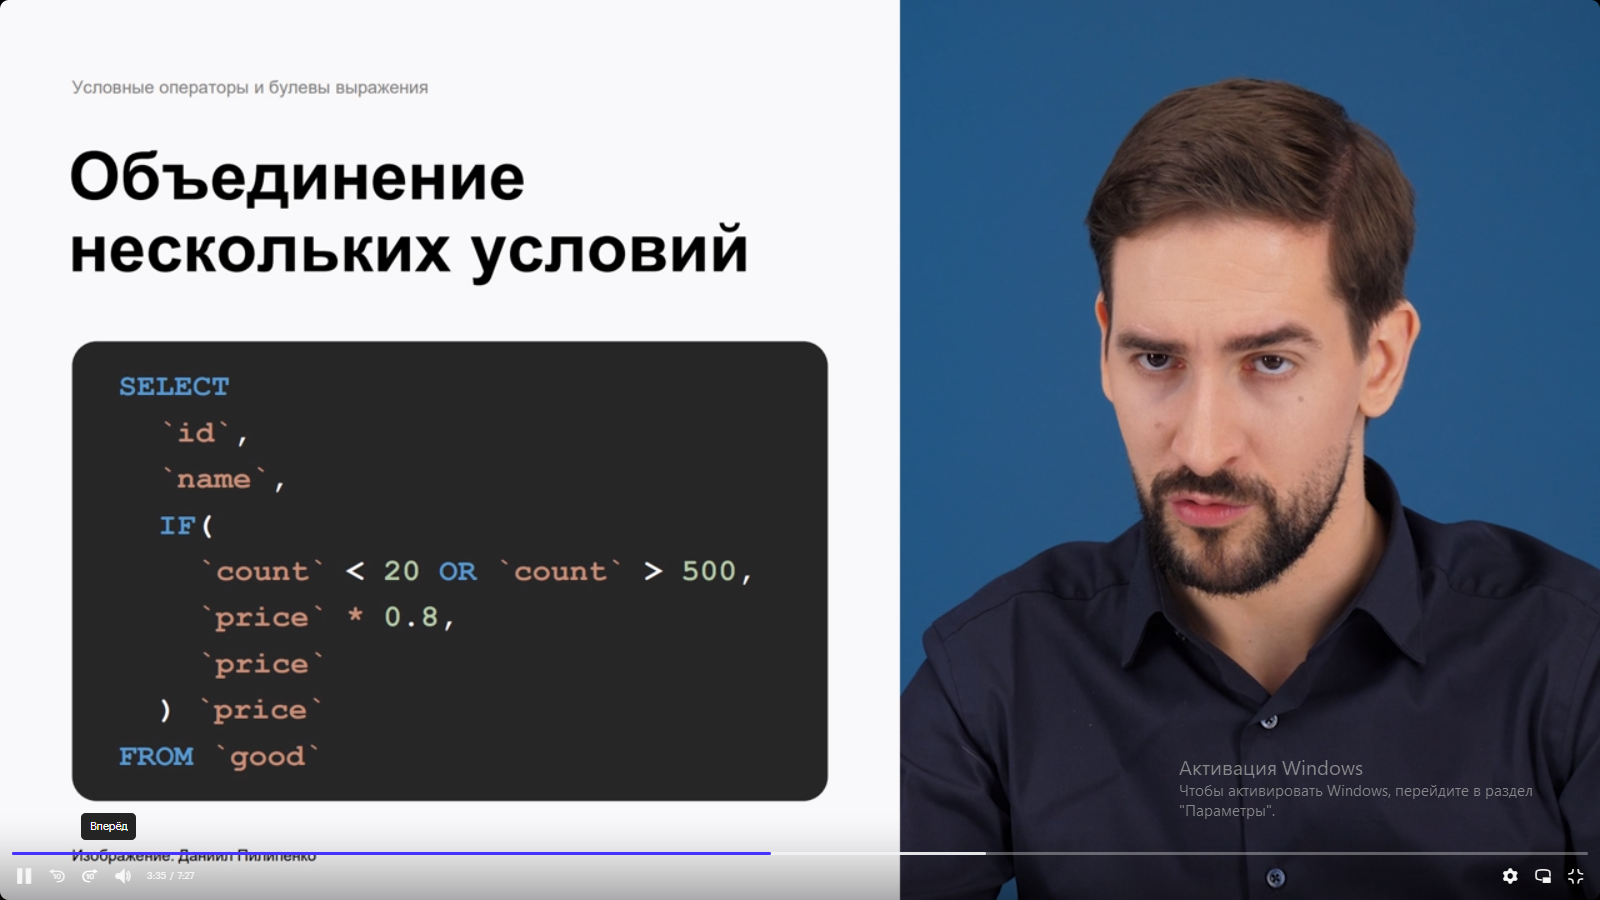 Условные операторы и булевы выражения
Объединение
нескольких условий
SELECT
`id`,
`name`,
IF(
`count` < 20 OR `count` > 500,
`price` * 0.8,
`price`
) `price`
FROM `good`
Вперёд
Изображение: Даниил Пилипенко
10 10 3:35 / 7:27
Активация Windows
Чтобы активировать Windows, перейдите в раздел
"Параметры".